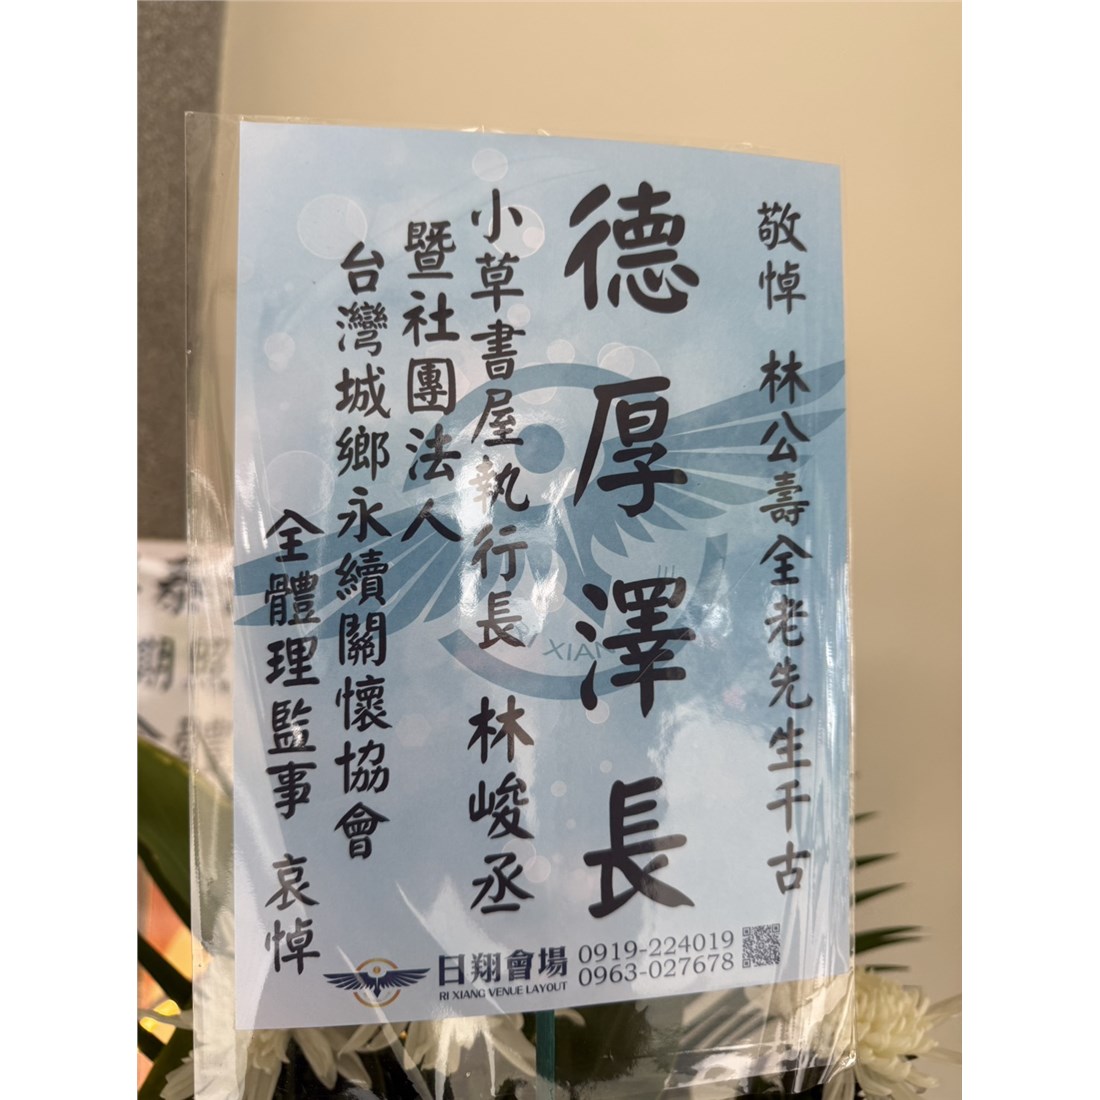 敬悼 林公壽全老先生千古
德厚澤長
小草書屋執行長 林峻丞
暨社團法人
台灣城鄉永續關懷協會
全體理監事 哀悼
日翔會場
RI XIANG VENUE LAYOUT
0919-224019
0963-027678